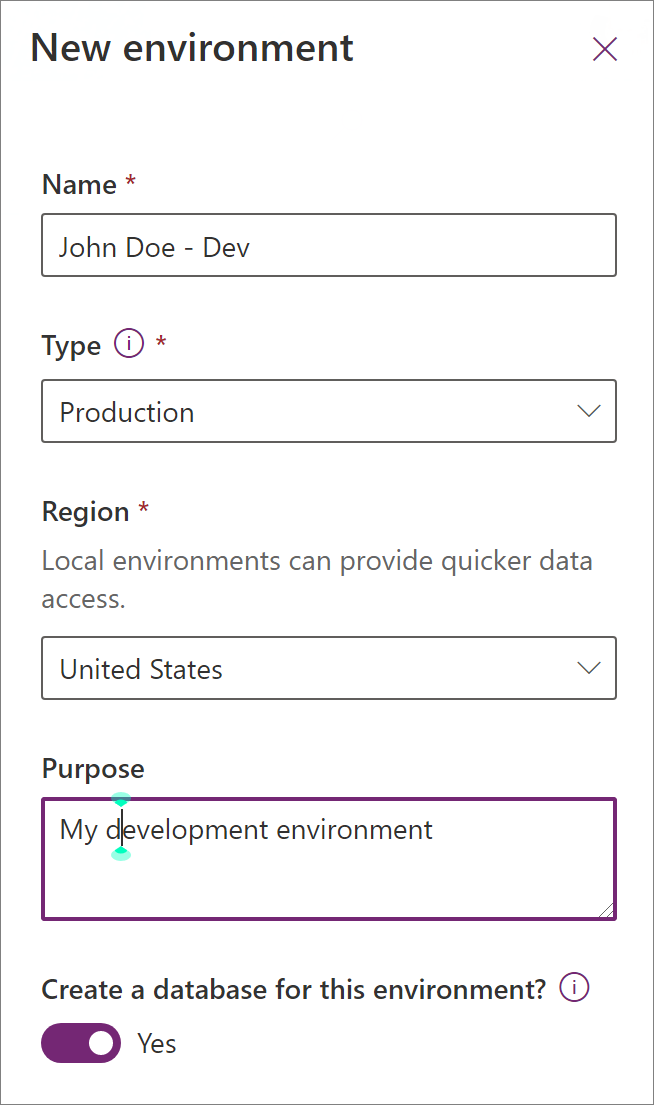 New environment
Name *
John Doe - Dev
Type i *
Production
Region *
Local environments can provide quicker data
access.
United States
Purpose
My development environment
Create a database for this environment? i
Yes